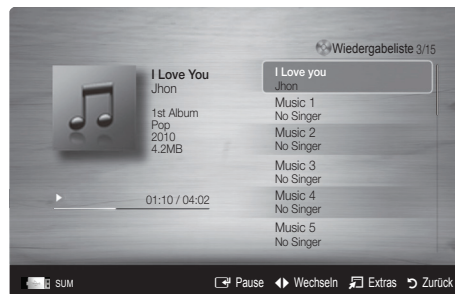 Wiedergabeliste 3/15
I Love You
Jhon
1st Album
Pop
2010
4.2MB
01:10 / 04:02
I Love you
Jhon
Music 1
No Singer
Music 2
No Singer
Music 3
No Singer
Music 4
No Singer
Music 5
No Singer
SUM
Pause
Wechseln
Extras
Zurück